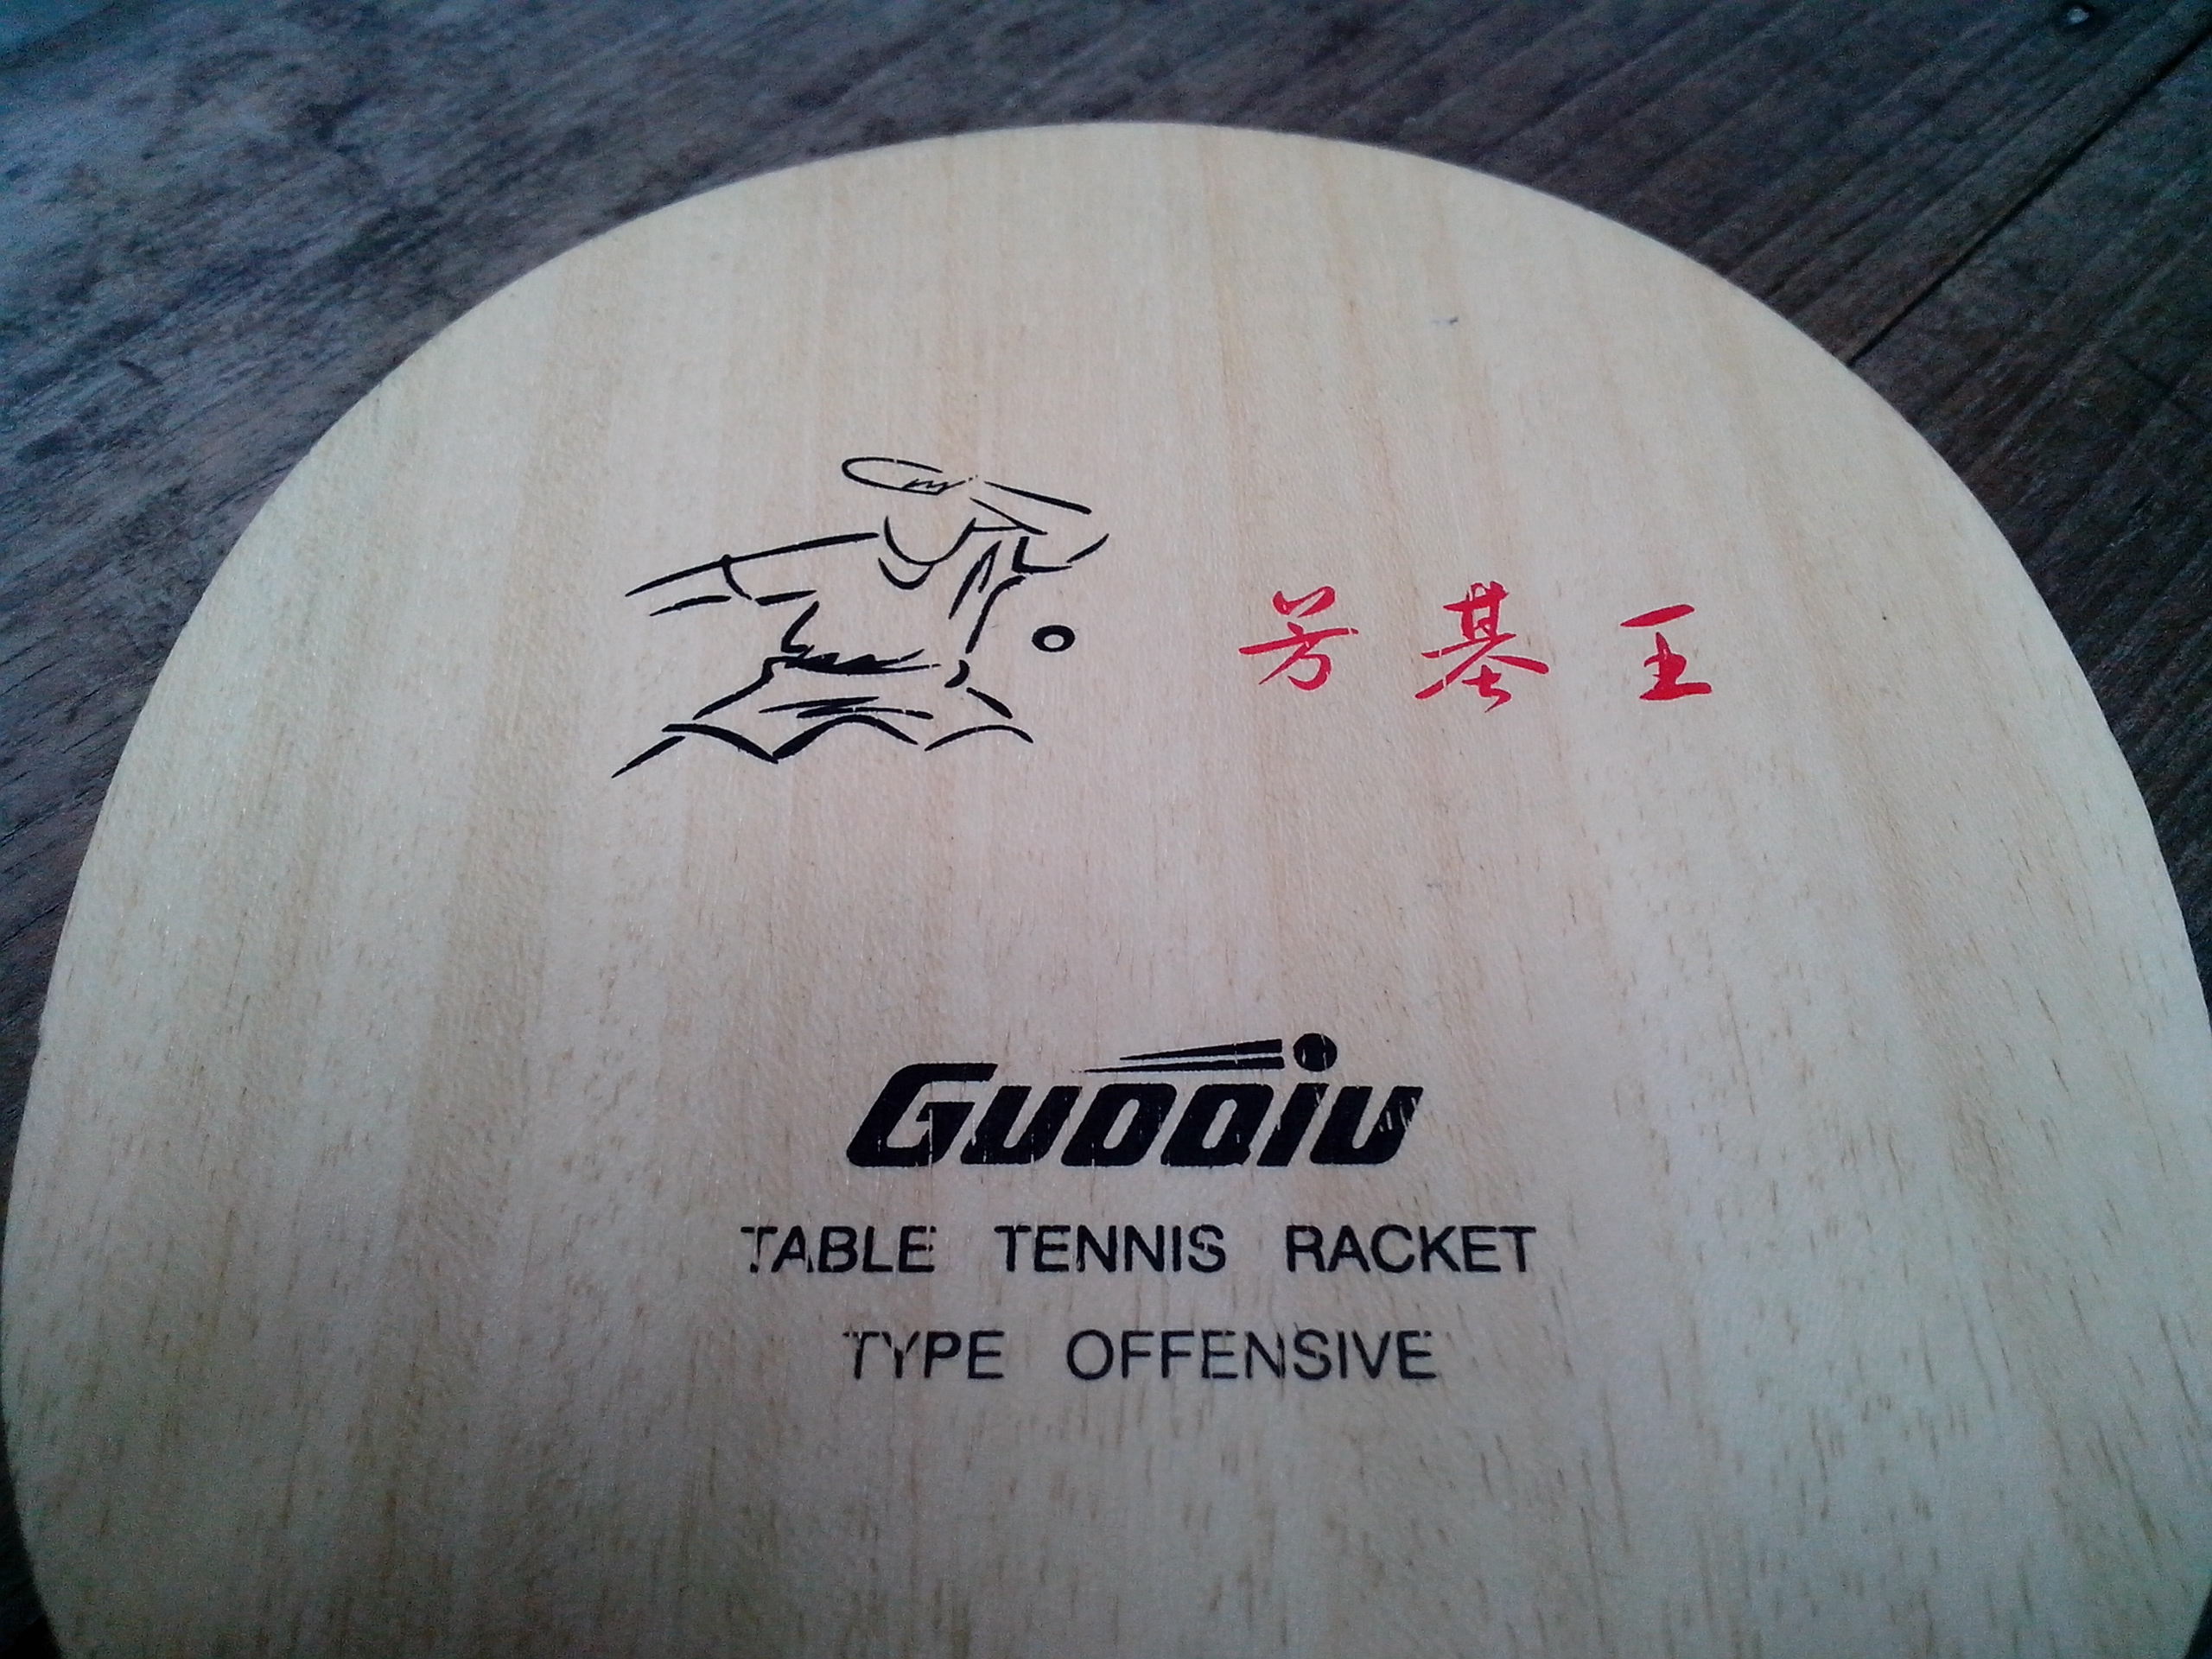 芳基王
GUOQIU
TABLE TENNIS RACKET
TYPE OFFENSIVE